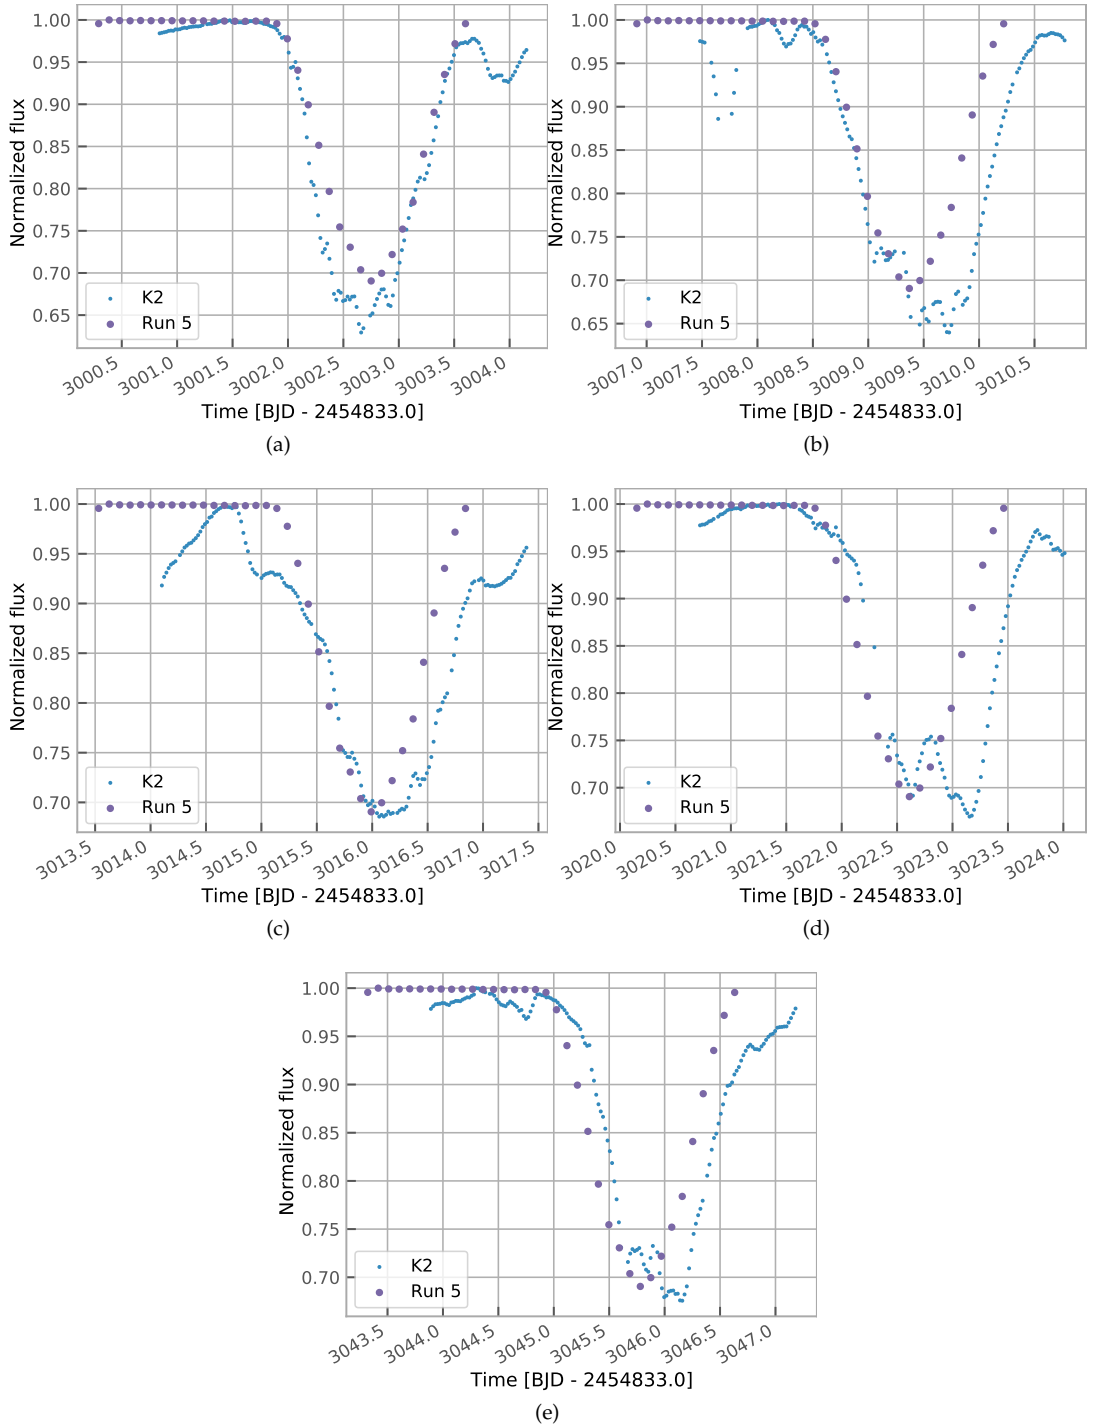 1.00
0.95
0.90
0.85
0.80
0.75
0.70
0.65
Normalized flux
K2
Run 5
3000.5 3001.0 3001.5 3002.0 3002.5 3003.0 3003.5 3004.0
Time [BJD - 2454833.0]
(a)
1.00
0.95
0.90
0.85
0.80
0.75
0.70
0.65
Normalized flux
K2
Run 5
3007.0 3007.5 3008.0 3008.5 3009.0 3009.5 3010.0 3010.5
Time [BJD - 2454833.0]
(b)
1.00
0.95
0.90
0.85
0.80
0.75
0.70
Normalized flux
K2
Run 5
3013.5 3014.0 3014.5 3015.0 3015.5 3016.0 3016.5 3017.0 3017.5
Time [BJD - 2454833.0]
(c)
1.00
0.95
0.90
0.85
0.80
0.75
0.70
Normalized flux
K2
Run 5
3020.0 3020.5 3021.0 3021.5 3022.0 3022.5 3023.0 3023.5 3024.0
Time [BJD - 2454833.0]
(d)
1.00
0.95
0.90
0.85
0.80
0.75
0.70
Normalized flux
K2
Run 5
3043.5 3044.0 3044.5 3045.0 3045.5 3046.0 3046.5 3047.0
Time [BJD - 2454833.0]
(e)